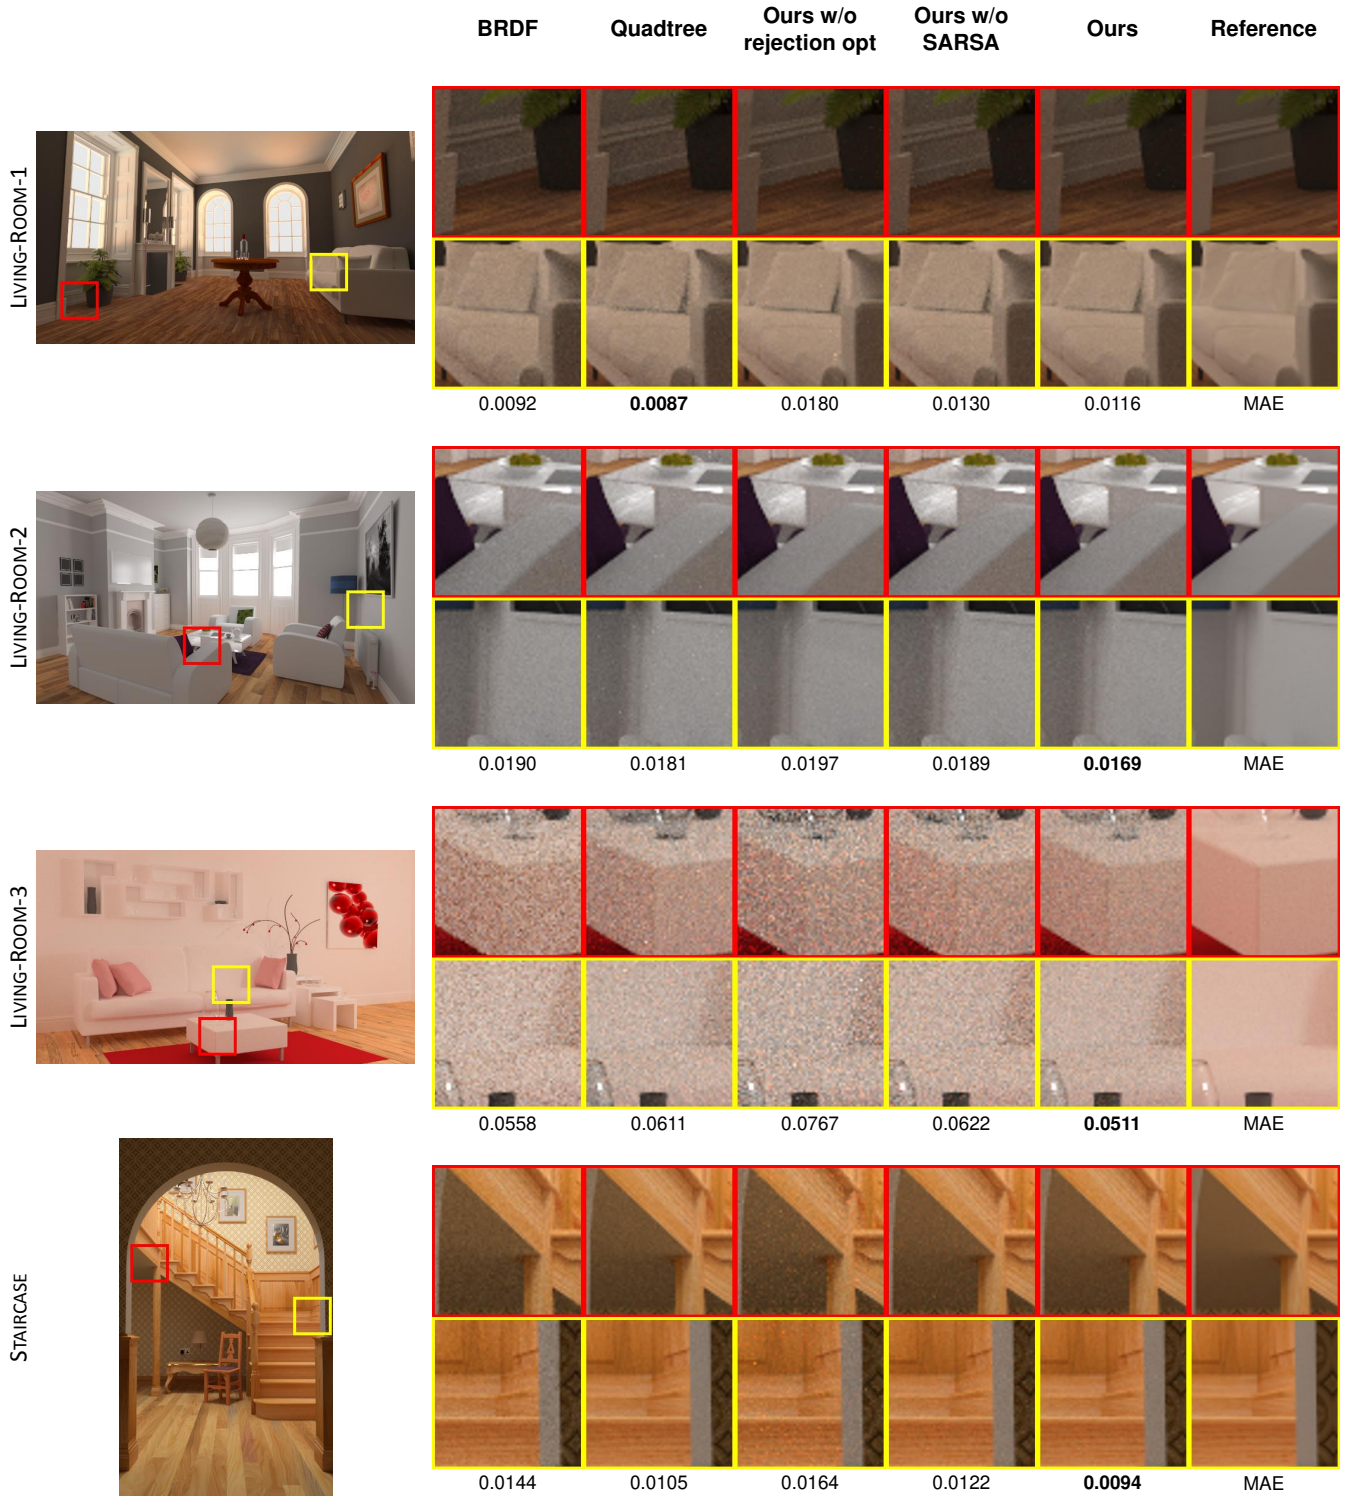 BRDF
Quadtree
Ours w/o
rejection opt
Ours w/o
SARSA
Ours
Reference
LIVING-ROOM-1
0.0092
0.0087
0.0180
0.0130
0.0116
MAE
LIVING-ROOM-2
0.0190
0.0181
0.0197
0.0189
0.0169
MAE
LIVING-ROOM-3
0.0558
0.0611
0.0767
0.0622
0.0511
MAE
STAIRCASE
0.0144
0.0105
0.0164
0.0122
0.0094
MAE